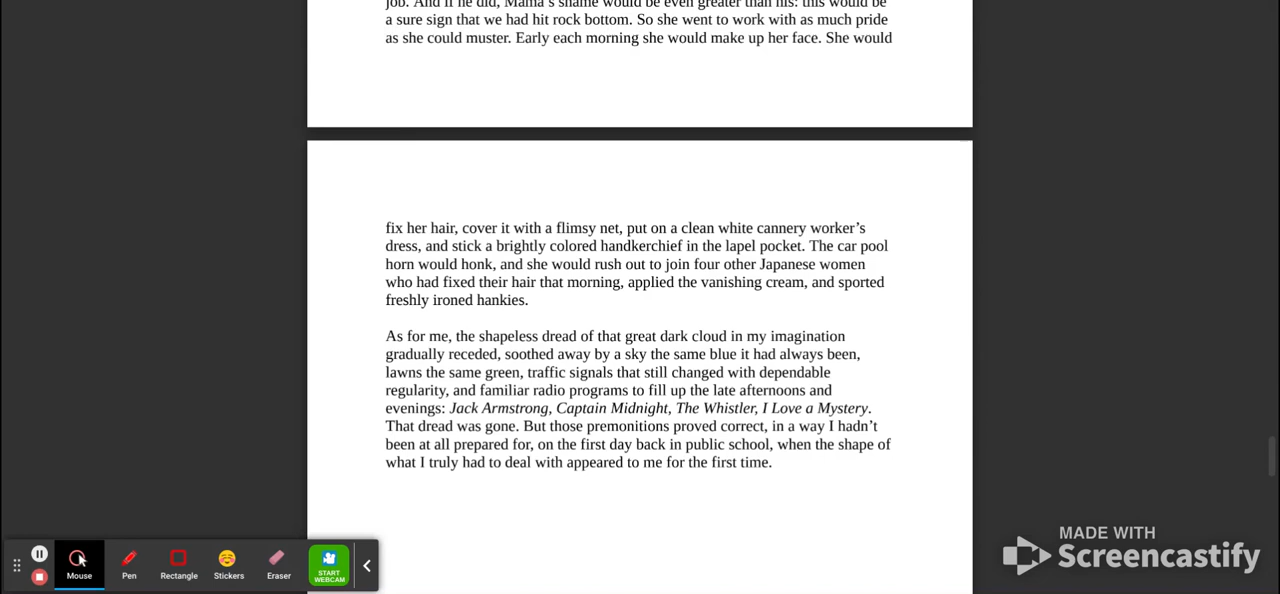 job. And if he did, Mama's shame would be even greater than his: this would be
a sure sign that we had hit rock bottom. So she went to work with as much pride
as she could muster. Early each morning she would make up her face. She would
fix her hair, cover it with a flimsy net, put on a clean white cannery worker's
dress, and stick a brightly colored handkerchief in the lapel pocket. The car pool
horn would honk, and she would rush out to join four other Japanese women
who had fixed their hair that morning, applied the vanishing cream, and sported
freshly ironed hankies.
As for me, the shapeless dread of that great dark cloud in my imagination
gradually receded, soothed away by a sky the same blue it had always been,
lawns the same green, traffic signals that still changed with dependable
regularity, and familiar radio programs to fill up the late afternoons and
evenings: Jack Armstrong, Captain Midnight, The Whistler, I Love a Mystery.
That dread was gone. But those premonitions proved correct, in a way I hadn't
been at all prepared for, on the first day back in public school, when the shape of
what I truly had to deal with appeared to me for the first time.
Mouse
Pen
Rectangle
Stickers
Eraser
START
WEBCAM
MADE WITH
Screencastify